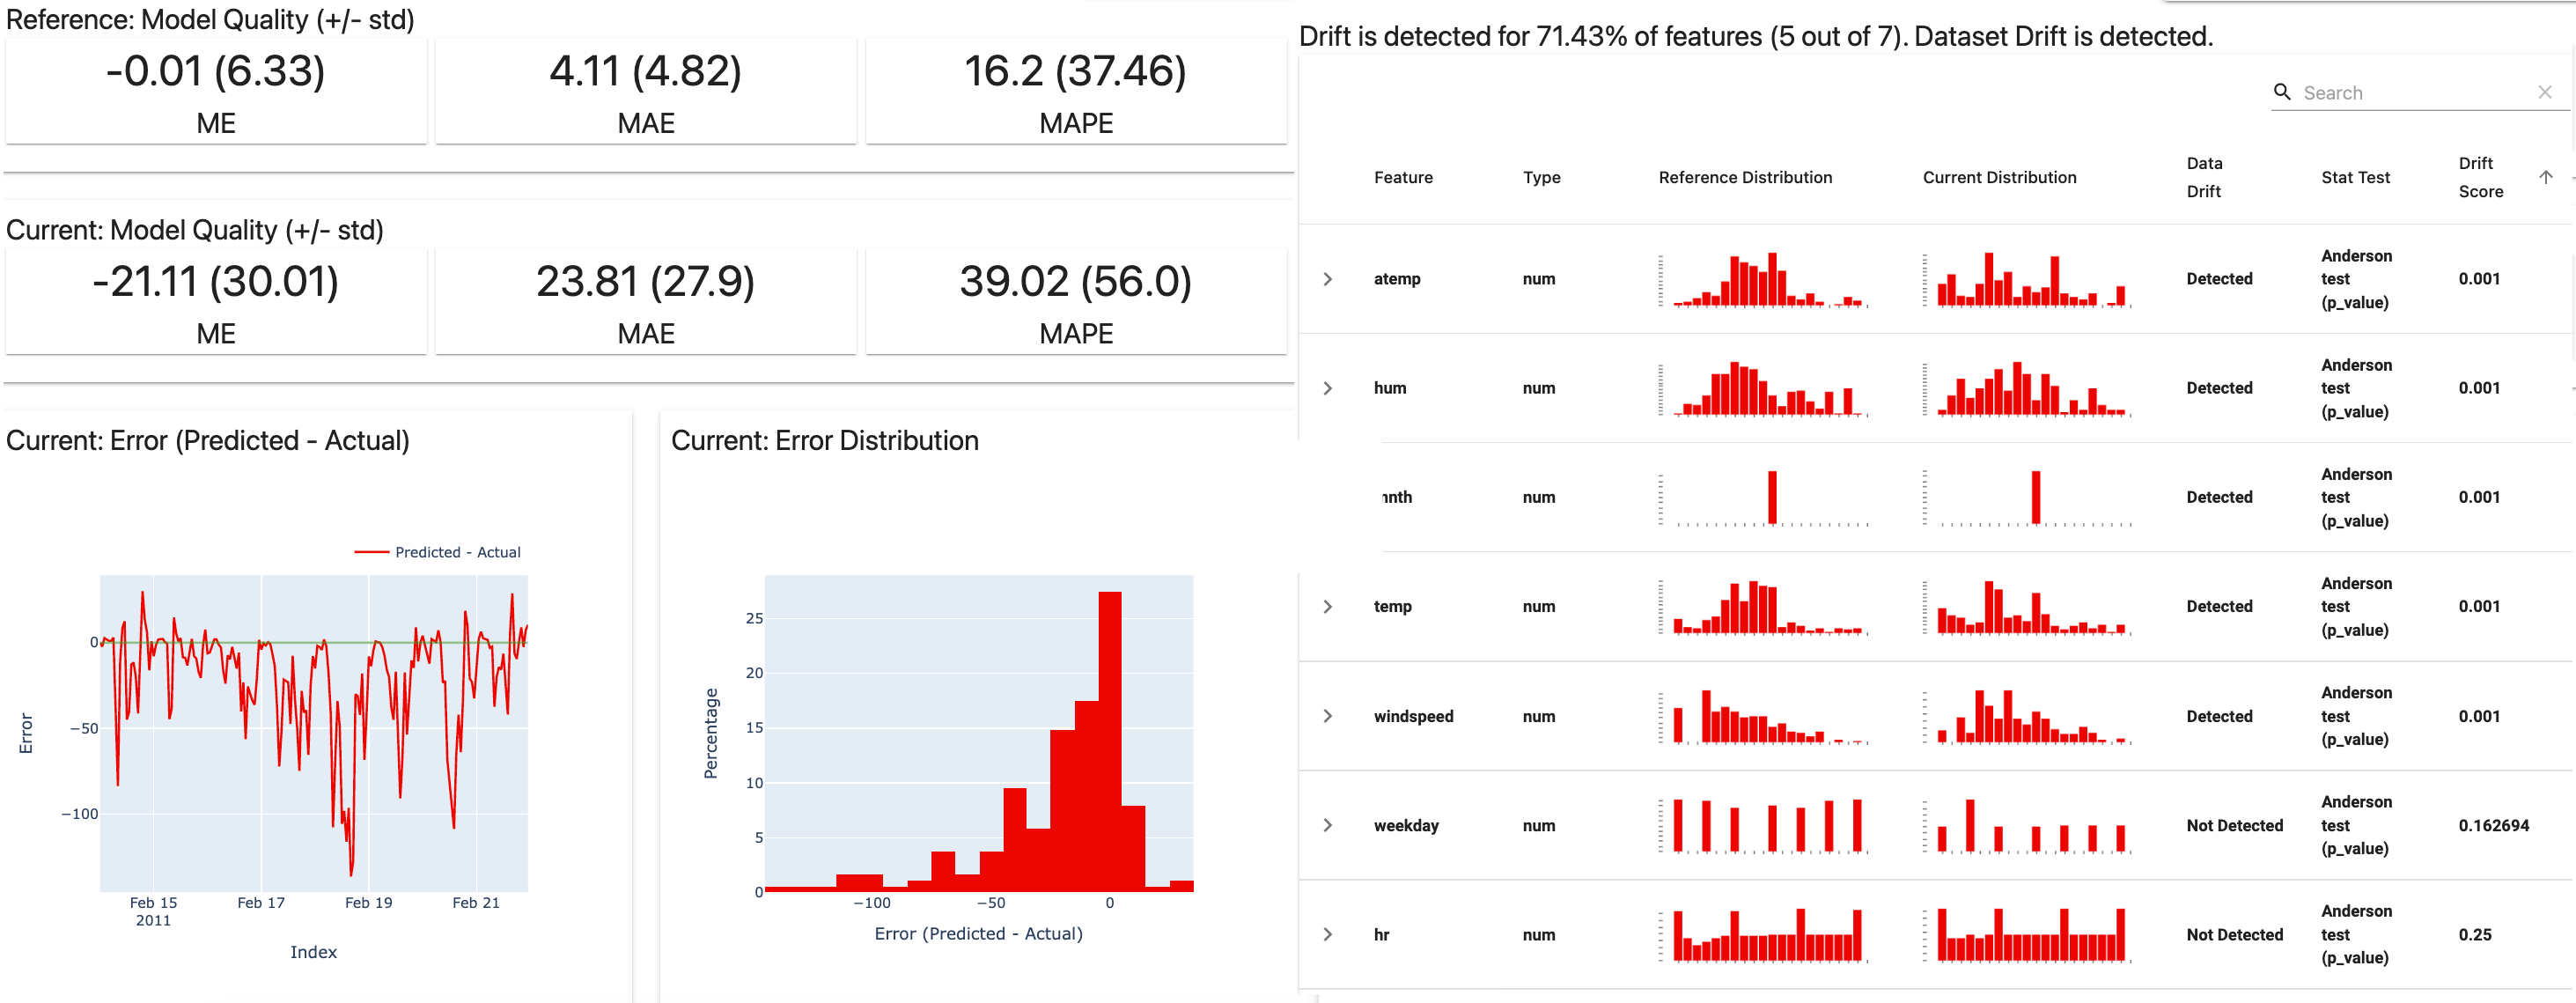 Reference: Model Quality (+/- std)
-0.01 (6.33)
ME
4.11 (4.82)
MAE
16.2 (37.46)
MAPE
Current: Model Quality (+/- std)
-21.11 (30.01)
ME
23.81 (27.9)
MAE
39.02 (56.0)
MAPE
Current: Error (Predicted - Actual)
Predicted - Actual
0
−50
−100
Error
Feb 15
2011
Feb 17
Feb 19
Feb 21
Index
Current: Error Distribution
25
20
15
10
5
0
Percentage
−100
−50
0
Error (Predicted - Actual)
Drift is detected for 71.43% of features (5 out of 7). Dataset Drift is detected.
Search
Feature
Type
Reference Distribution
Current Distribution
Data
Drift
Stat Test
Drift
Score
atemp
num
Detected
Anderson
test
(p_value)
0.001
hum
num
Detected
Anderson
test
(p_value)
0.001
nnth
num
Detected
Anderson
test
(p_value)
0.001
temp
num
Detected
Anderson
test
(p_value)
0.001
windspeed
num
Detected
Anderson
test
(p_value)
0.001
weekday
num
Not Detected
Anderson
test
(p_value)
0.162694
hr
num
Not Detected
Anderson
test
(p_value)
0.25